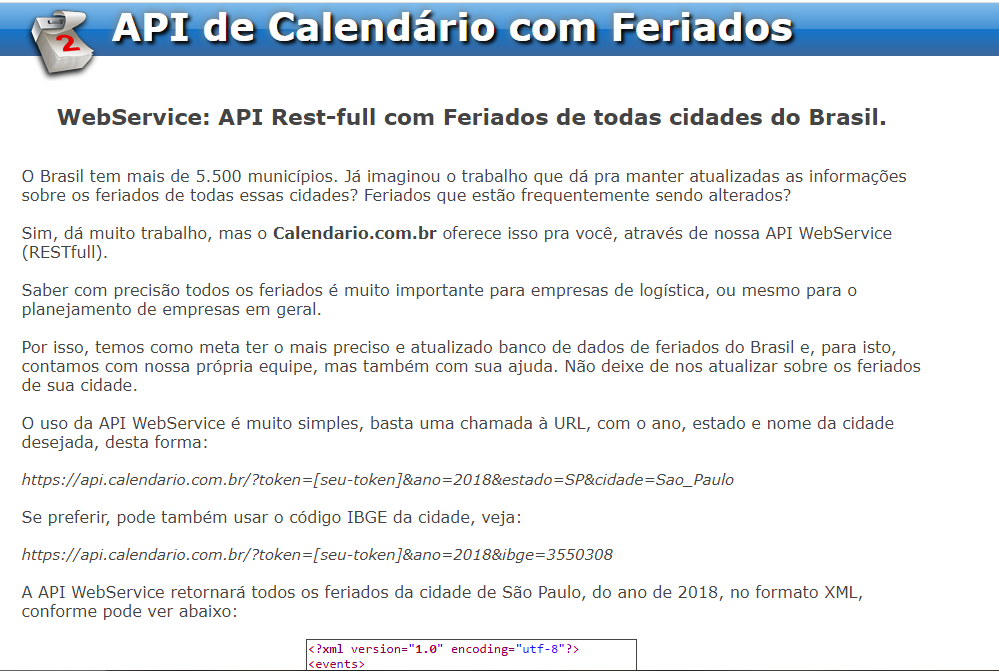 2
API de Calendário com Feriados
WebService: API Rest-full com Feriados de todas cidades do Brasil.
O Brasil tem mais de 5.500 municípios. Já imaginou o trabalho que dá pra manter atualizadas as informações
sobre os feriados de todas essas cidades? Feriados que estão frequentemente sendo alterados?
Sim, dá muito trabalho, mas o Calendario.com.br oferece isso pra você, através de nossa API WebService
(RESTfull).
Saber com precisão todos os feriados é muito importante para empresas de logística, ou mesmo para o
planejamento de empresas em geral.
Por isso, temos como meta ter o mais preciso e atualizado banco de dados de feriados do Brasil e, para isto,
contamos com nossa própria equipe, mas também com sua ajuda. Não deixe de nos atualizar sobre os feriados
de sua cidade.
O uso da API WebService é muito simples, basta uma chamada à URL, com o ano, estado e nome da cidade
desejada, desta forma:
https://api.calendario.com.br/?token=[seu-token]&ano=2018&estado=SP&cidade=Sao_Paulo
Se preferir, pode também usar o código IBGE da cidade, veja:
https://api.calendario.com.br/?token=[seu-token]&ano=2018&ibge=3550308
A API WebService retornará todos os feriados da cidade de São Paulo, do ano de 2018, no formato XML,
conforme pode ver abaixo:
<?xml version="1.0" encoding="utf-8"?>
<events>